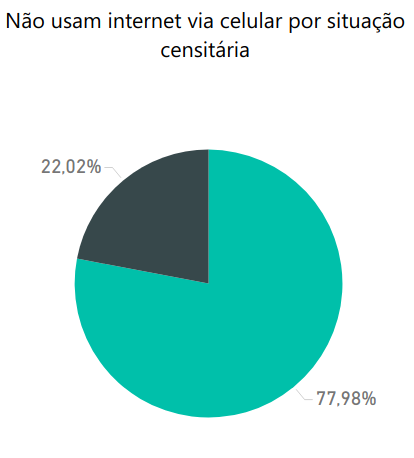 Não usam internet via celular por situação
censitária
22,02%
77,98%